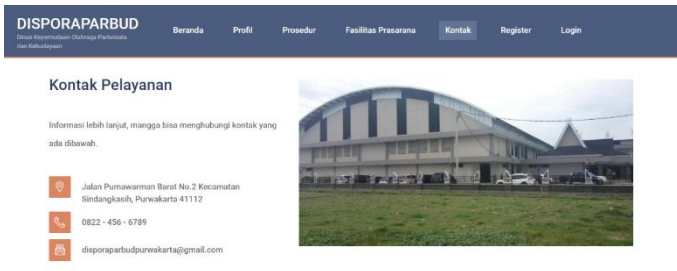 DISPORAPARBUD
Dinas Kepemudaan Olahraga Pariwisata
dan Kebudayaan
Beranda
Profil
Prosedur
Fasilitas Prasarana
Kontak
Register
Login
Kontak Pelayanan
Informasi lebih lanjut, mangga bisa menghubungi kontak yang
ada dibawah.
Jalan Purnawarman Barat No.2 Kecamatan
Sindangkasih, Purwakarta 41112
0822 - 456 - 6789
disporaparbudpurwakarta@gmail.com